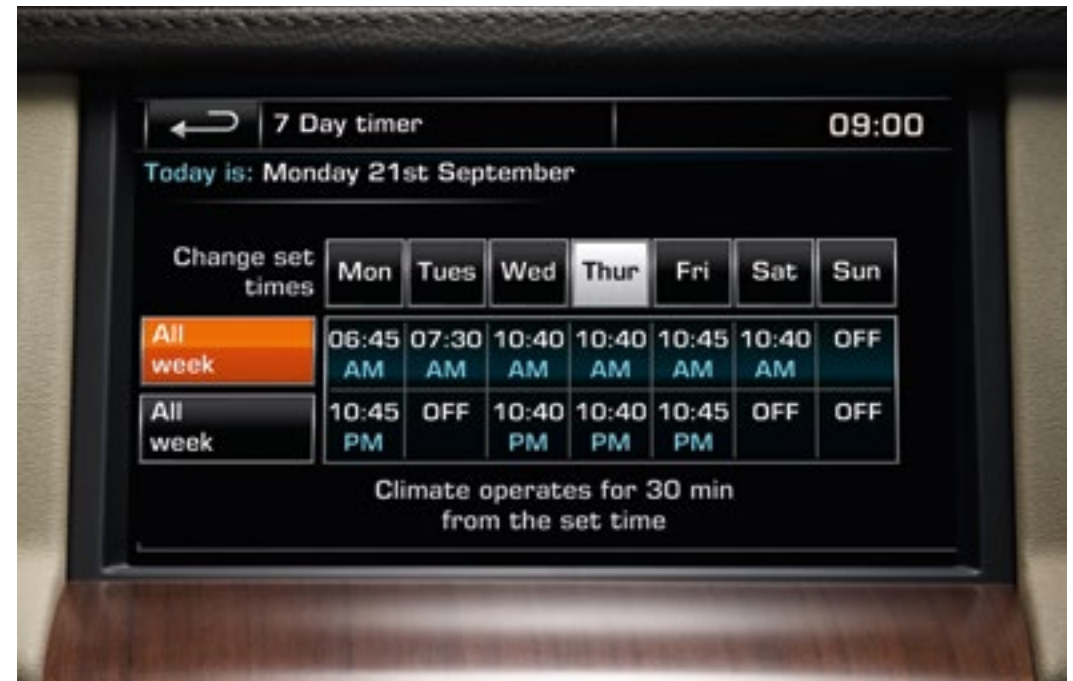 7 Day timer 09:00
Today is: Monday 21st September
Change set
times
Mon Tues Wed Thur Fri Sat Sun
All
week
06:45 07:30 10:40 10:40 10:45 10:40 OFF
AM AM AM AM AM AM
All
week
10:45 OFF 10:40 10:40 10:45 OFF OFF
PM PM PM PM
Climate operates for 30 min
from the set time